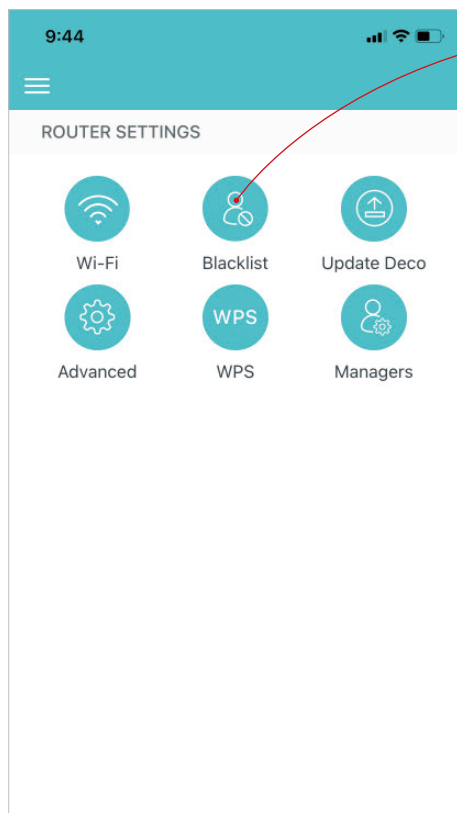 9:44
ROUTER SETTINGS
Wi-Fi Blacklist Update Deco
WPS
Advanced WPS Managers